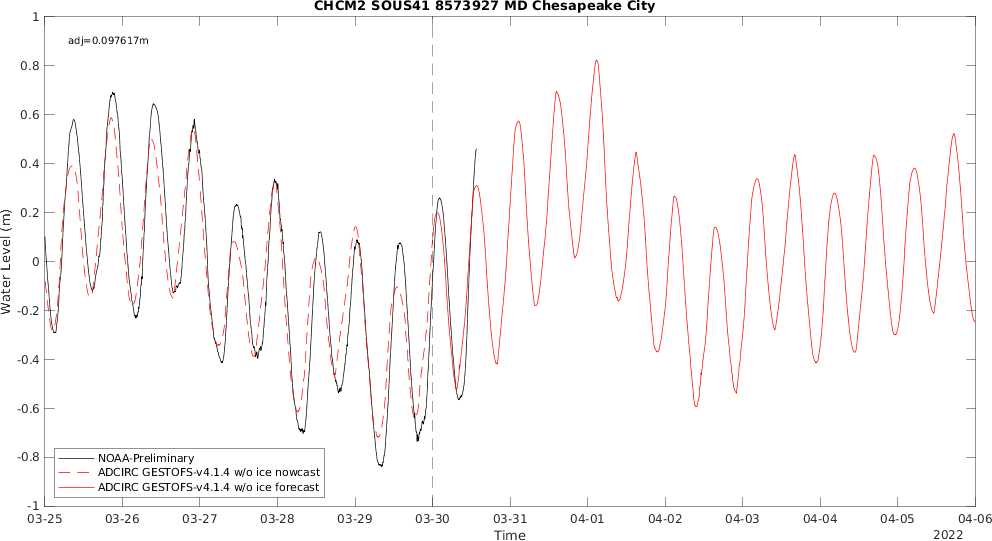 CHCM2 SOUS41 8573927 MD Chesapeake City
adj=0.097617m
1
0.8
0.6
0.4
0.2
0
-0.2
-0.4
-0.6
-0.8
-1
Water Level (m)
NOAA-Preliminary
ADCIRC GESTOFS-v4.1.4 w/o ice nowcast
ADCIRC GESTOFS-v4.1.4 w/o ice forecast
03-25 03-26 03-27 03-28 03-29 03-30 03-31 04-01 04-02 04-03 04-04 04-05 04-06
Time
2022